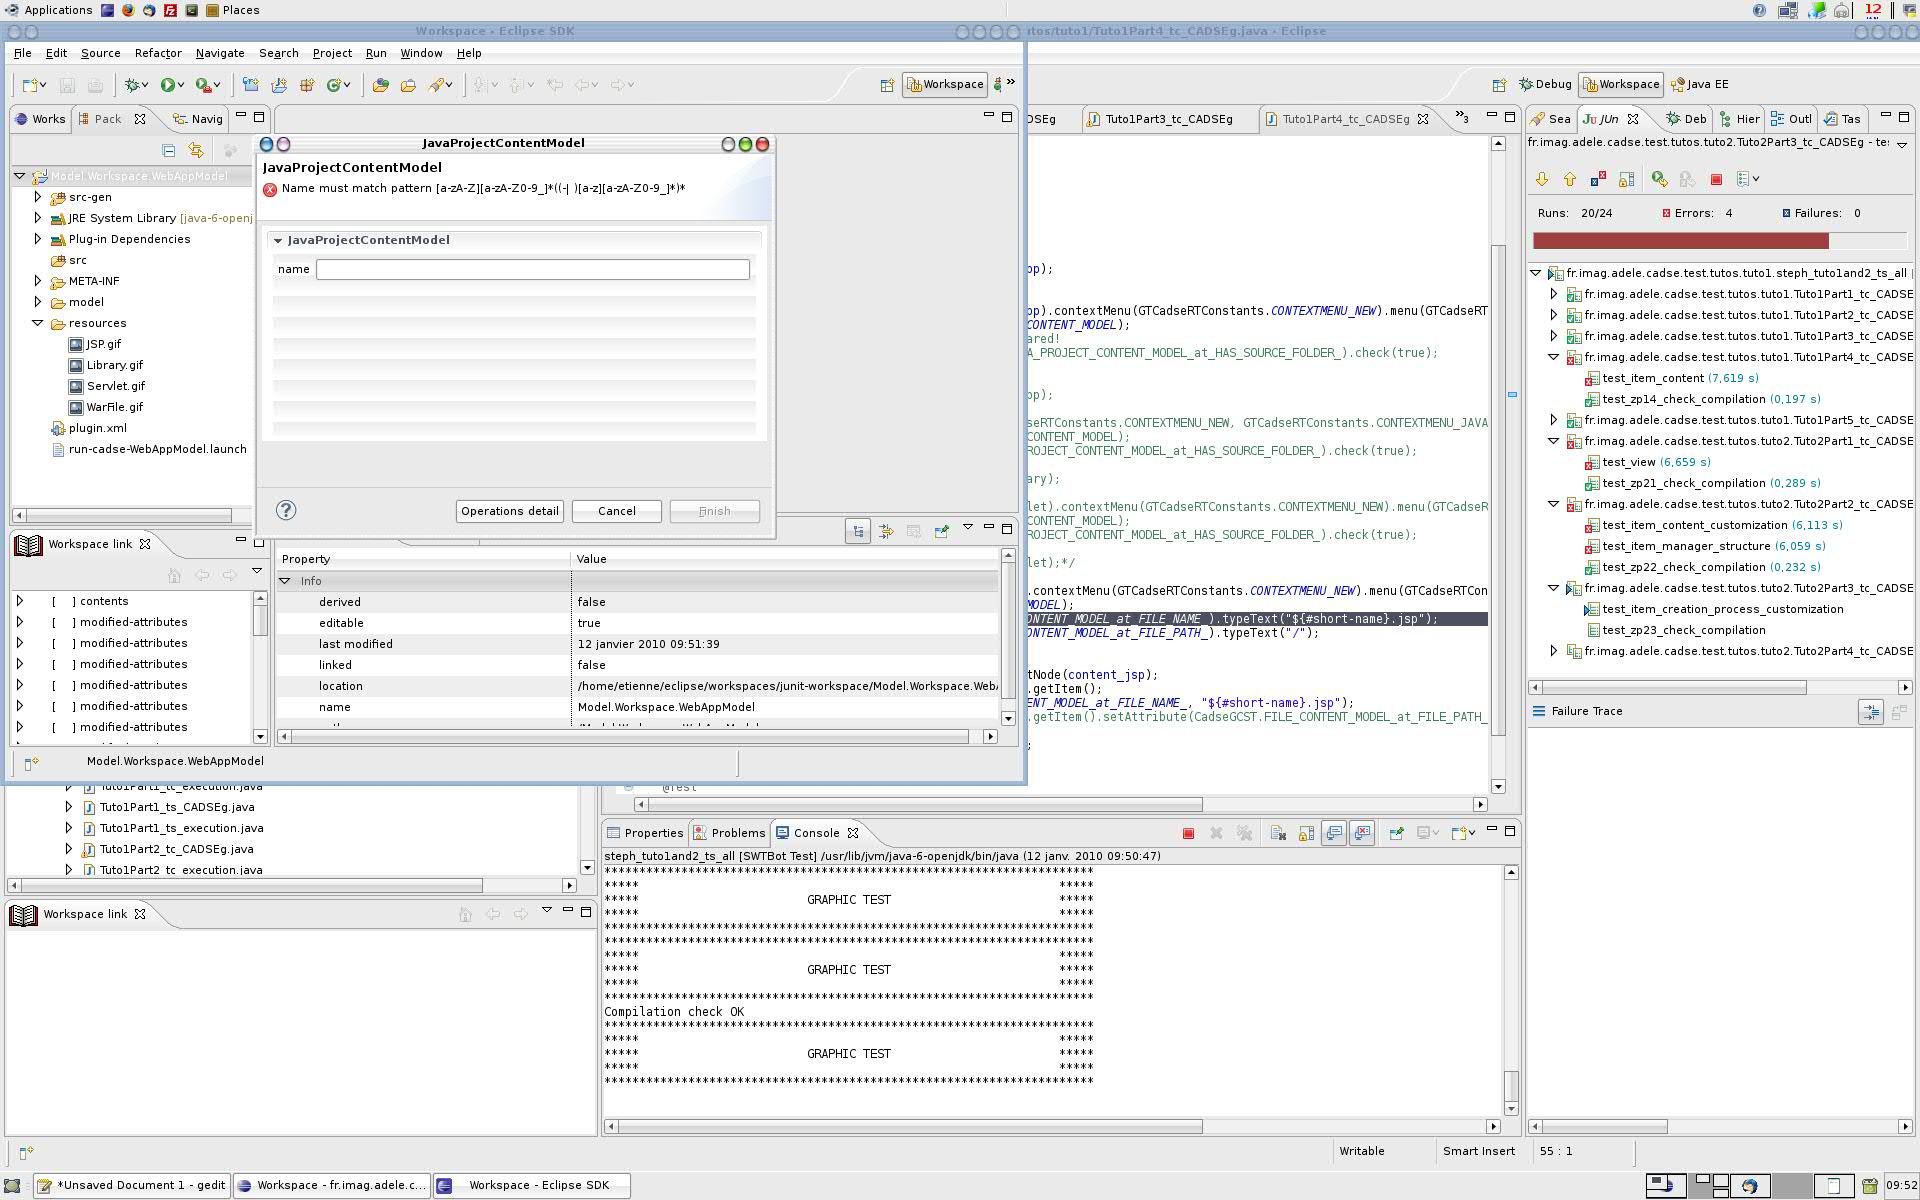 Applications
Places
12
Workspace - Eclipse SDK
utos/tuto1/Tuto1Part4_tc_CADSEg.java - Eclipse
File Edit Source Refactor Navigate Search Project Run Window Help
Workspace
Debug
Workspace
Java EE
Works
Pack
Navig
Model.Workspace.WebAppModel
src-gen
JRE System Library [java-6-openj
Plug-in Dependencies
src
META-INF
model
resources
JSP.gif
Library.gif
Servlet.gif
WarFile.gif
plugin.xml
run-cadse-WebAppModel.launch
JavaProjectContentModel
JavaProjectContentModel
Name must match pattern [a-zA-Z][a-zA-Z0-9_]*((-| )[a-z][a-zA-Z0-9_]*)*
JavaProjectContentModel
name
Operations detail
Cancel
Finish
Workspace link
[ ] contents
[ ] modified-attributes
[ ] modified-attributes
[ ] modified-attributes
[ ] modified-attributes
[ ] modified-attributes
[ ] modified-attributes
Property Value
Info
derived false
editable true
last modified 12 janvier 2010 09:51:39
linked false
location /home/etienne/eclipse/workspaces/junit-workspace/Model.Workspace.Web
name Model.Workspace.WebAppModel
Model.Workspace.WebAppModel
DSEg
Tuto1Part3_tc_CADSEg
Tuto1Part4_tc_CADSEg
3
op);
op).contextMenu(GTCadseRTConstants.CONTEXTMENU_NEW).menu(GTCadseRT
CONTENT_MODEL);
ared!
A_PROJECT_CONTENT_MODEL_at_HAS_SOURCE_FOLDER_).check(true);
op);
seRTConstants.CONTEXTMENU_NEW, GTCadseRTConstants.CONTEXTMENU_JAVA
CONTENT_MODEL);
ROJECT_CONTENT_MODEL_at_HAS_SOURCE_FOLDER_).check(true);
ary);
let).contextMenu(GTCadseRTConstants.CONTEXTMENU_NEW).menu(GTCadseR
CONTENT_MODEL);
ROJECT_CONTENT_MODEL_at_HAS_SOURCE_FOLDER_).check(true);
let);*/
.contextMenu(GTCadseRTConstants.CONTEXTMENU_NEW).menu(GTCadseRTCon
MODEL);
ONTENT_MODEL_at_FILE_NAME_).typeText("${#short-name}.jsp");
ONTENT_MODEL_at_FILE_PATH_).typeText("/");
tNode(content_jsp);
.getItem();
ENT_MODEL_at_FILE_NAME_, "${#short-name}.jsp");
.getItem().setAttribute(CadseGCST.FILE_CONTENT_MODEL_at_FILE_PATH_
;
@Test
Sea
JUn
Deb
Hier
Outl
Tas
fr.imag.adele.cadse.test.tutos.tuto2.Tuto2Part3_tc_CADSEg - te
Runs: 20/24 Errors: 4 Failures: 0
fr.imag.adele.cadse.test.tutos.tuto1.steph_tuto1and2_ts_all
fr.imag.adele.cadse.test.tutos.tuto1.Tuto1Part1_tc_CADSE
fr.imag.adele.cadse.test.tutos.tuto1.Tuto1Part2_tc_CADSE
fr.imag.adele.cadse.test.tutos.tuto1.Tuto1Part3_tc_CADSE
fr.imag.adele.cadse.test.tutos.tuto1.Tuto1Part4_tc_CADSE
test_item_content (7,619 s)
test_zp14_check_compilation (0,197 s)
fr.imag.adele.cadse.test.tutos.tuto1.Tuto1Part5_tc_CADSE
fr.imag.adele.cadse.test.tutos.tuto2.Tuto2Part1_tc_CADSE
test_view (6,659 s)
test_zp21_check_compilation (0,289 s)
fr.imag.adele.cadse.test.tutos.tuto2.Tuto2Part2_tc_CADSE
test_item_content_customization (6,113 s)
test_item_manager_structure (6,059 s)
test_zp22_check_compilation (0,232 s)
fr.imag.adele.cadse.test.tutos.tuto2.Tuto2Part3_tc_CADSE
test_item_creation_process_customization
test_zp23_check_compilation
fr.imag.adele.cadse.test.tutos.tuto2.Tuto2Part4_tc_CADSE
Failure Trace
Tuto1Part1_tc_execution.java
Tuto1Part1_ts_CADSEg.java
Tuto1Part1_ts_execution.java
Tuto1Part2_tc_CADSEg.java
Tuto1Part2_tc_execution.java
Workspace link
Properties
Problems
Console
steph_tuto1and2_ts_all [SWTBot Test] /usr/lib/jvm/java-6-openjdk/bin/java (12 janv. 2010 09:50:47)
**********************************************************************
***** *****
***** GRAPHIC TEST *****
***** *****
**********************************************************************
**********************************************************************
***** *****
***** GRAPHIC TEST *****
***** *****
**********************************************************************
Compilation check OK
**********************************************************************
***** *****
***** GRAPHIC TEST *****
***** *****
**********************************************************************
Writable
Smart Insert
55 : 1
*Unsaved Document 1 - gedit
Workspace - fr.imag.adele.c...
Workspace - Eclipse SDK
09:52